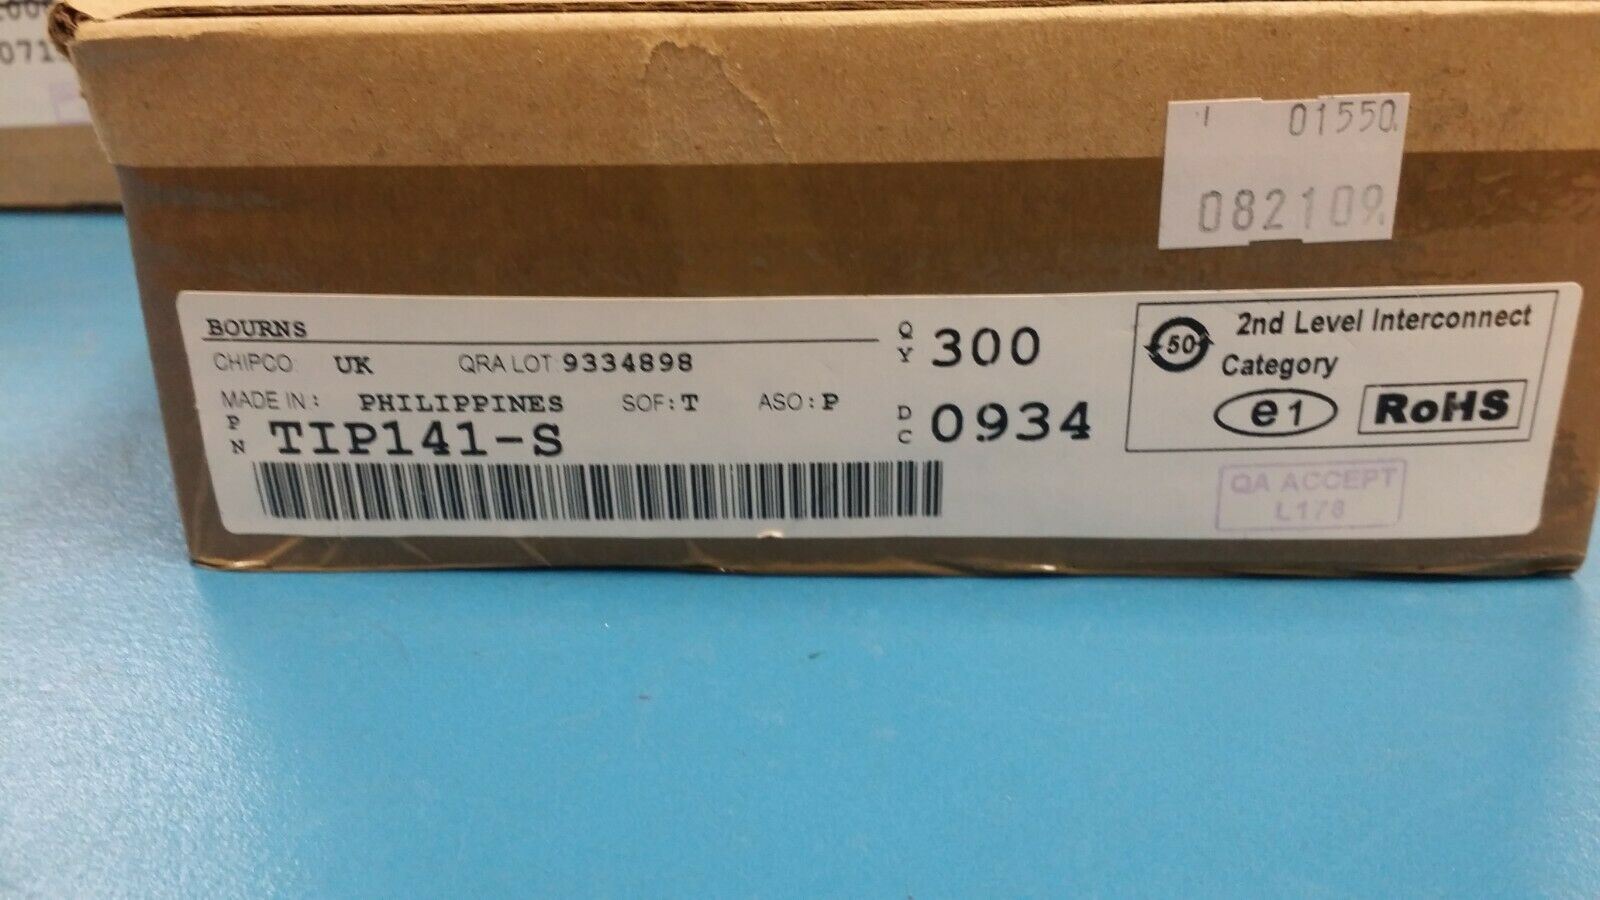 071
01550
082109
BOURNS
CHIPCO: UK QRA LOT: 9334898
MADE IN: PHILIPPINES SOF: T ASO: P
PN TIP141-S
QY 300
DC 0934
50 2nd Level Interconnect
Category
e1 RoHS
QA ACCEPT
L178